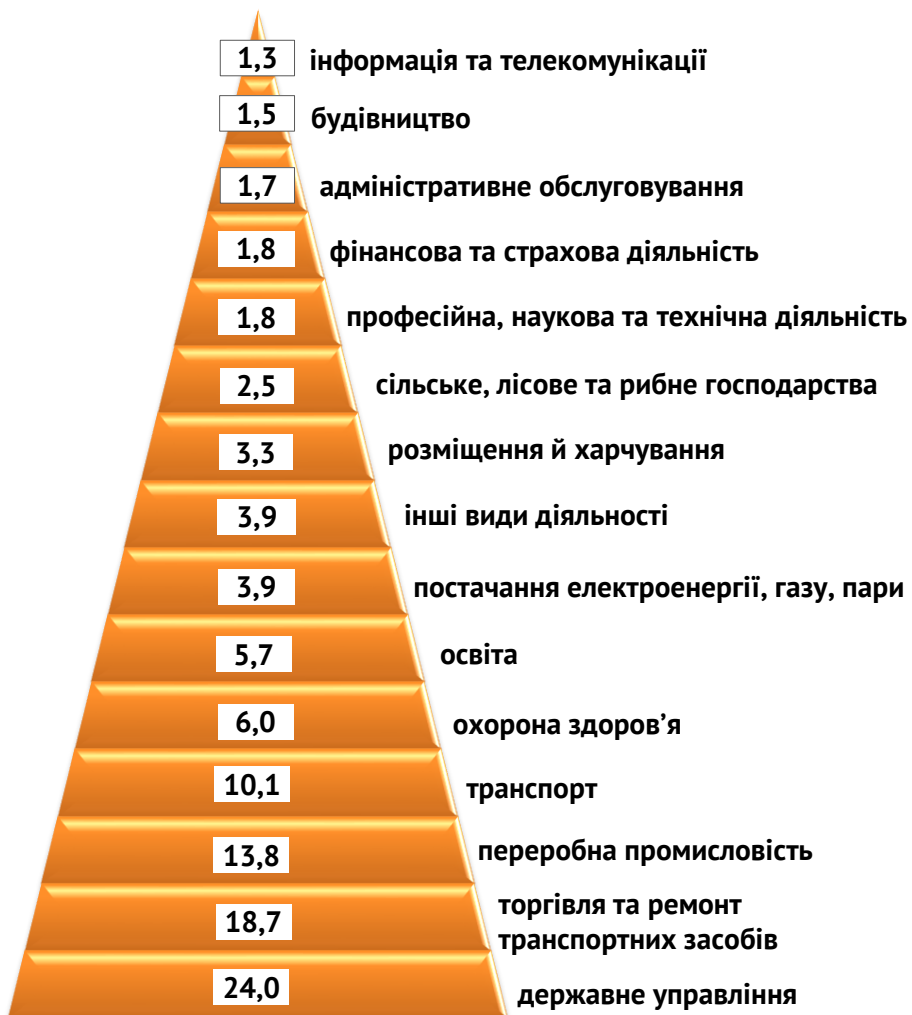 1,3 інформація та телекомунікації
1,5 будівництво
1,7 адміністративне обслуговування
1,8 фінансова та страхова діяльність
1,8 професійна, наукова та технічна діяльність
2,5 сільське, лісове та рибне господарства
3,3 розміщення й харчування
3,9 інші види діяльності
3,9 постачання електроенергії, газу, пари
5,7 освіта
6,0 охорона здоров’я
10,1 транспорт
13,8 переробна промисловість
18,7 торгівля та ремонт
транспортних засобів
24,0 державне управління